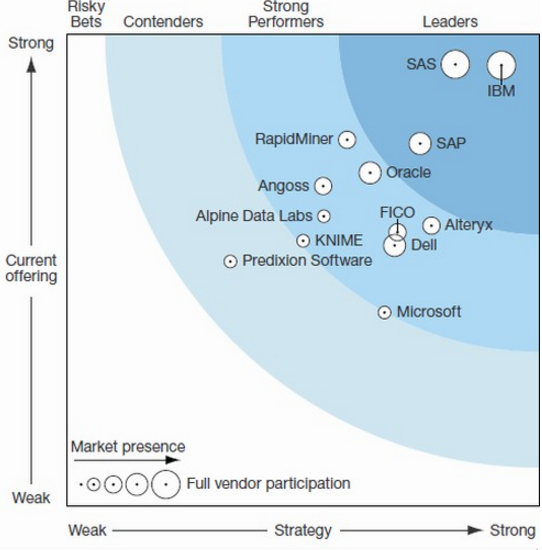 Risky Bets
Contenders
Strong Performers
Leaders
Strong
SAS
IBM
RapidMiner
SAP
Oracle
Angoss
Alpine Data Labs
FICO
Alteryx
KNIME
Dell
Predixion Software
Current offering
Microsoft
Market presence
Full vendor participation
Weak
Weak
Strategy
Strong